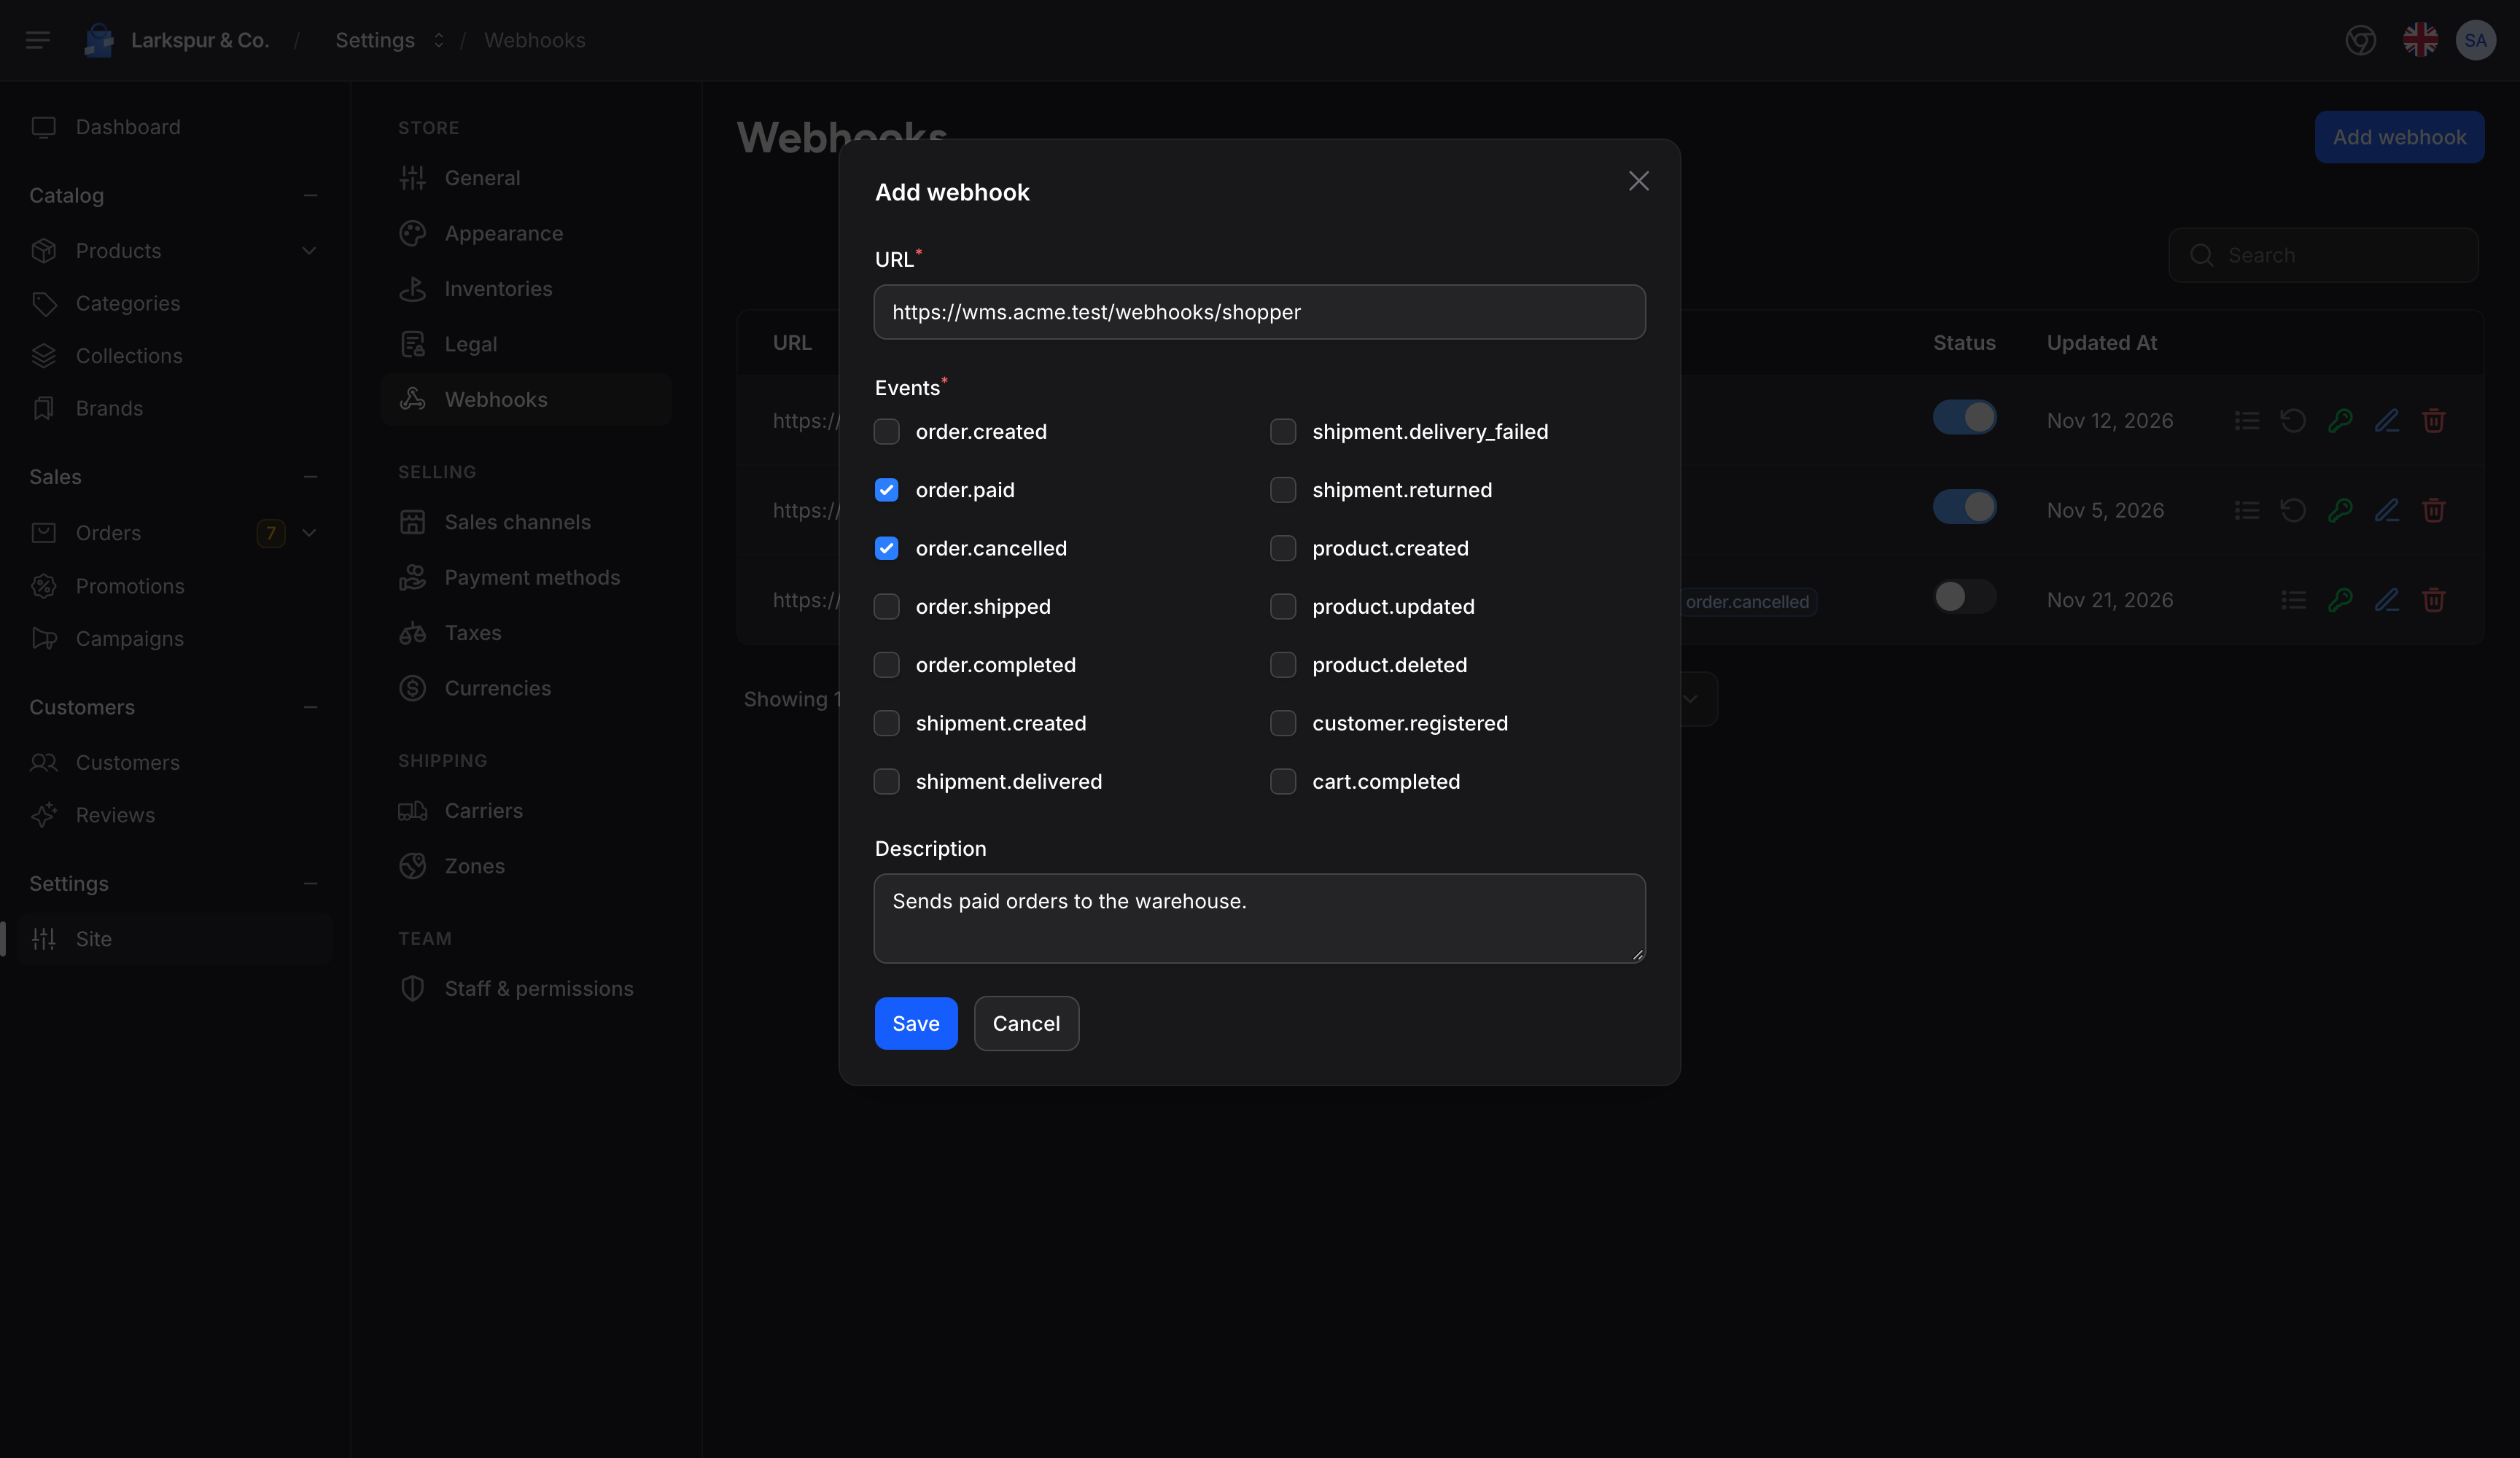 Larkspur & Co. / Settings / Webhooks
SA
Dashboard
Catalog
Products
Categories
Collections
Brands
Sales
Orders 7
Promotions
Campaigns
Customers
Customers
Reviews
Settings
Site
STORE
General
Appearance
Inventories
Legal
Webhooks
SELLING
Sales channels
Payment methods
Taxes
Currencies
SHIPPING
Carriers
Zones
TEAM
Staff & permissions
Webhooks
Add webhook
Search
URL Status Updated At
https:// Nov 12, 2026
https:// Nov 5, 2026
https:// order.cancelled Nov 21, 2026
Showing 1
Add webhook
URL*
https://wms.acme.test/webhooks/shopper
Events*
order.created
order.paid
order.cancelled
order.shipped
order.completed
shipment.created
shipment.delivered
shipment.delivery_failed
shipment.returned
product.created
product.updated
product.deleted
customer.registered
cart.completed
Description
Sends paid orders to the warehouse.
Save
Cancel